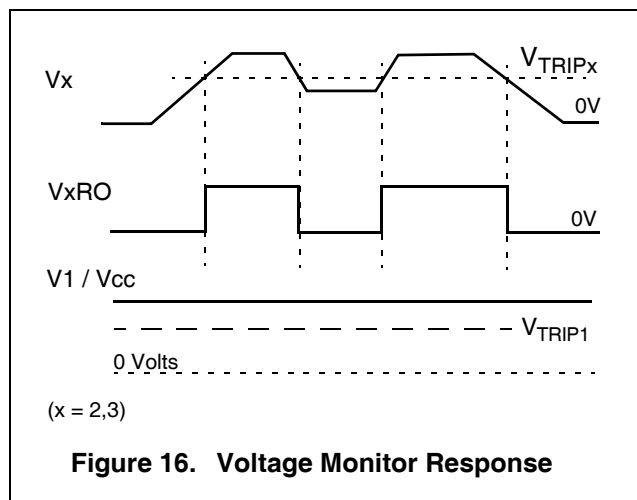 Vx
VTRIPx
0V
VxRO
0V
V1 / Vcc
VTRIP1
0 Volts
(x = 2,3)
Figure 16. Voltage Monitor Response